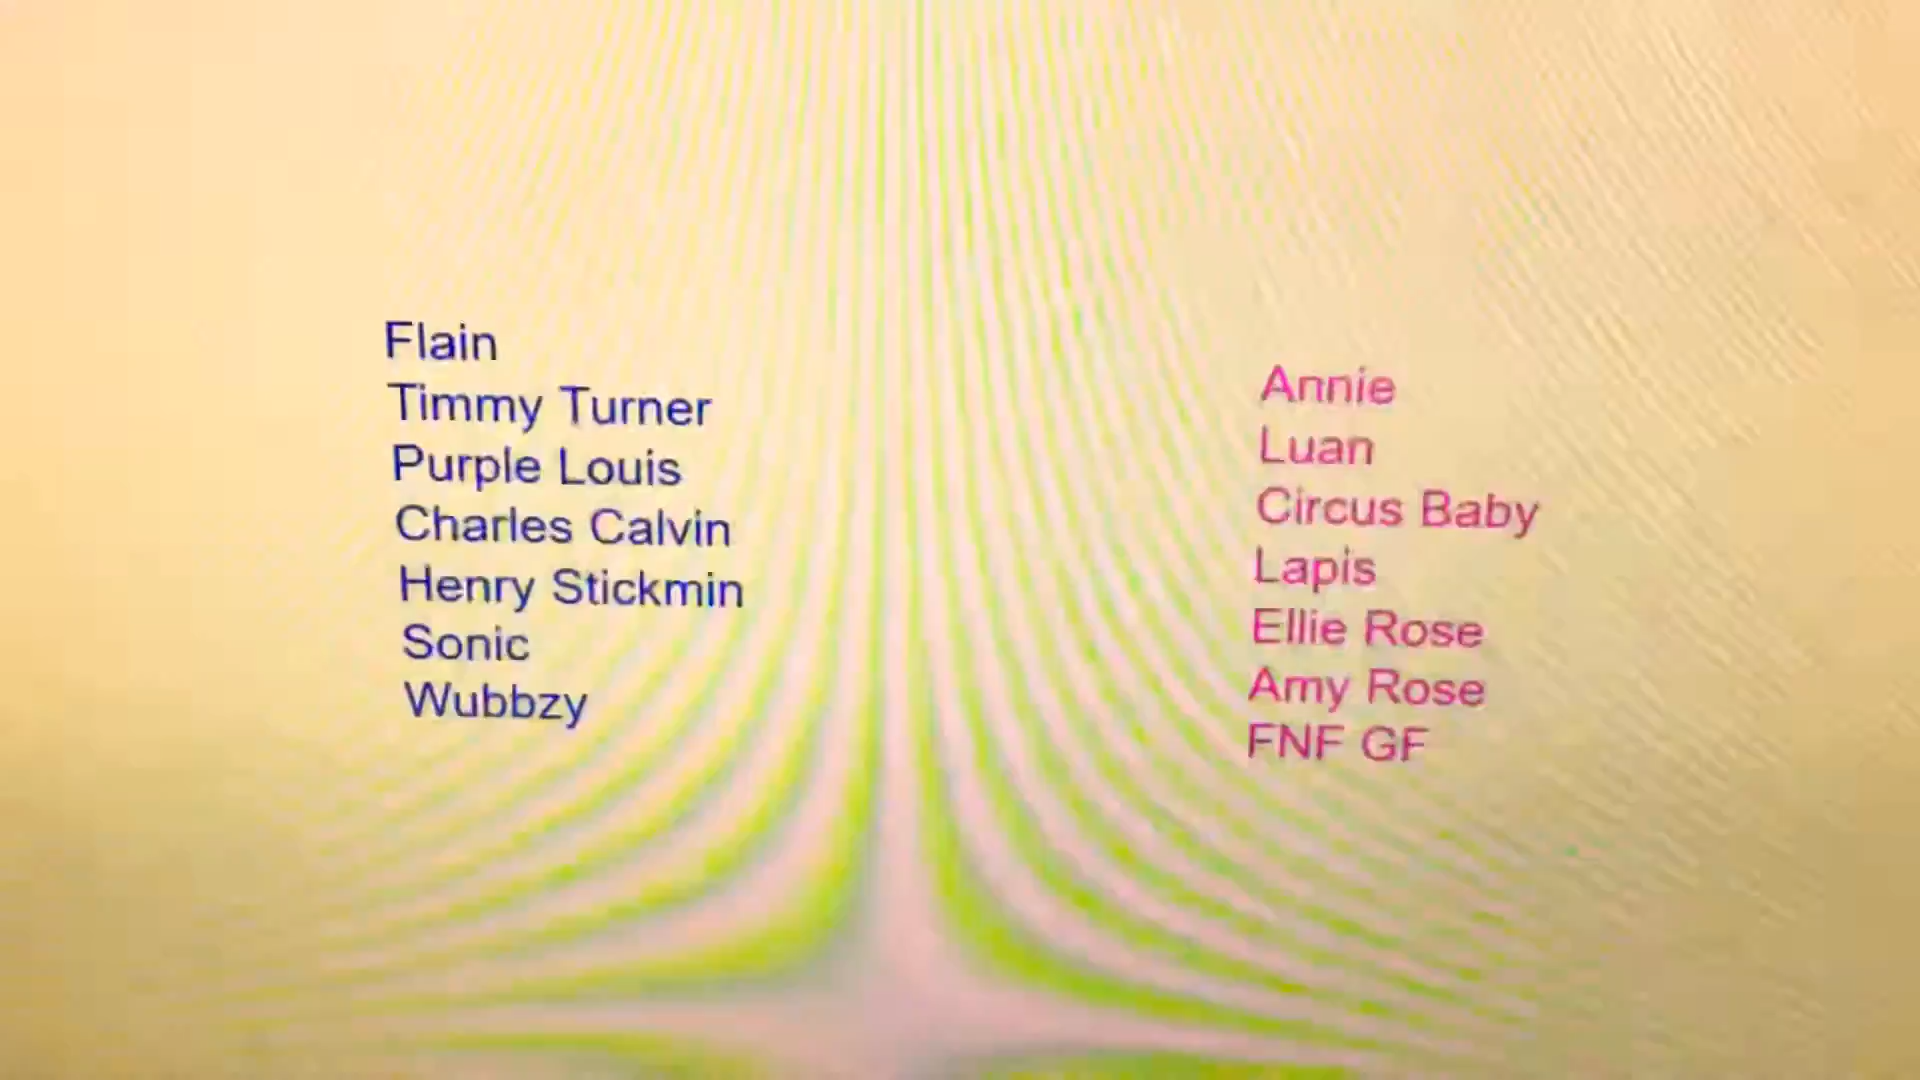 Flain
Timmy Turner
Purple Louis
Charles Calvin
Henry Stickmin
Sonic
Wubbzy
Annie
Luan
Circus Baby
Lapis
Ellie Rose
Amy Rose
FNF GF